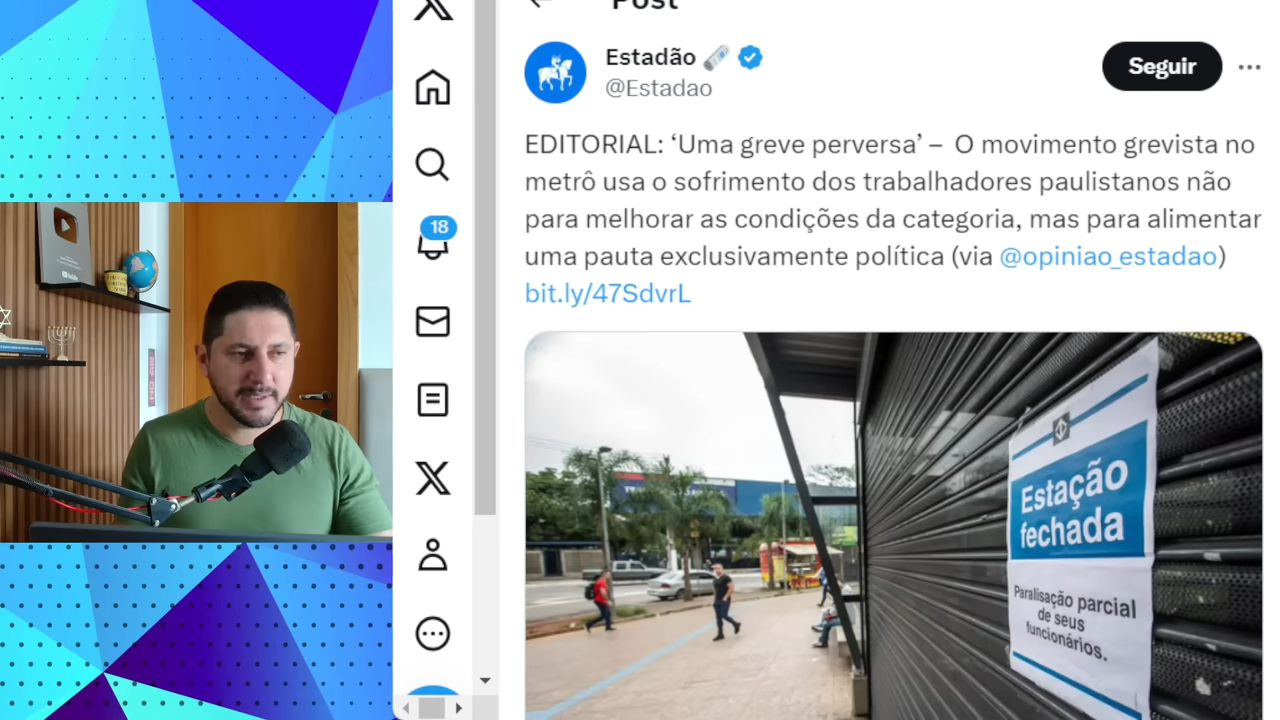 Post
Estadão
@Estadao
Seguir
EDITORIAL: ‘Uma greve perversa’ – O movimento grevista no
metrô usa o sofrimento dos trabalhadores paulistanos não
para melhorar as condições da categoria, mas para alimentar
uma pauta exclusivamente política (via @opiniao_estadao)
bit.ly/47SdvrL
18
Estação
fechada
Paralisação parcial
de seus
funcionários.